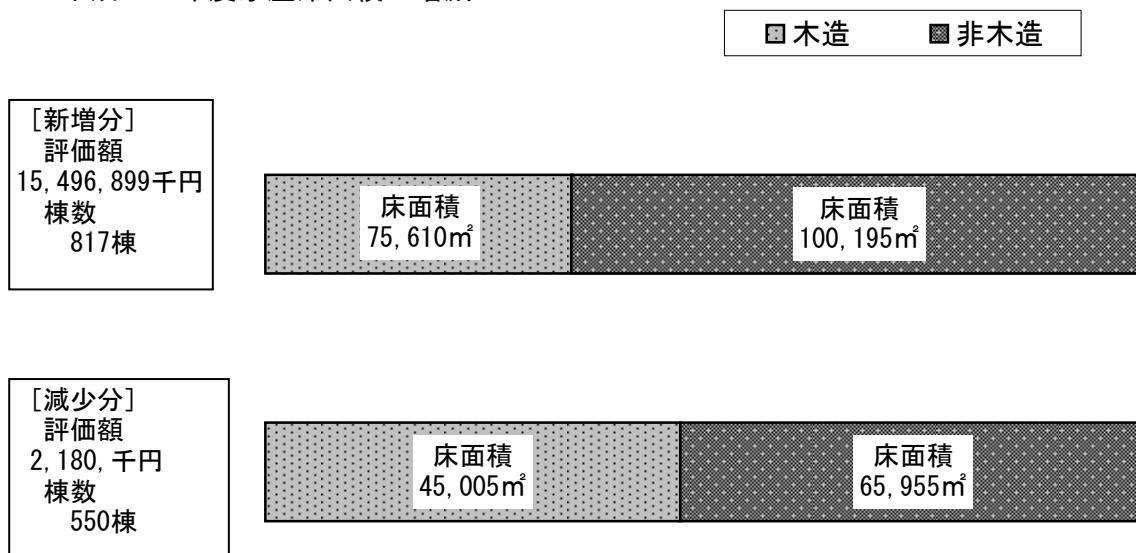 木造 非木造
[新増分]
評価額
15,496,899千円
棟数
817棟
床面積
75,610㎡
床面積
100,195㎡
[減少分]
評価額
2,180,千円
棟数
550棟
床面積
45,005㎡
床面積
65,955㎡